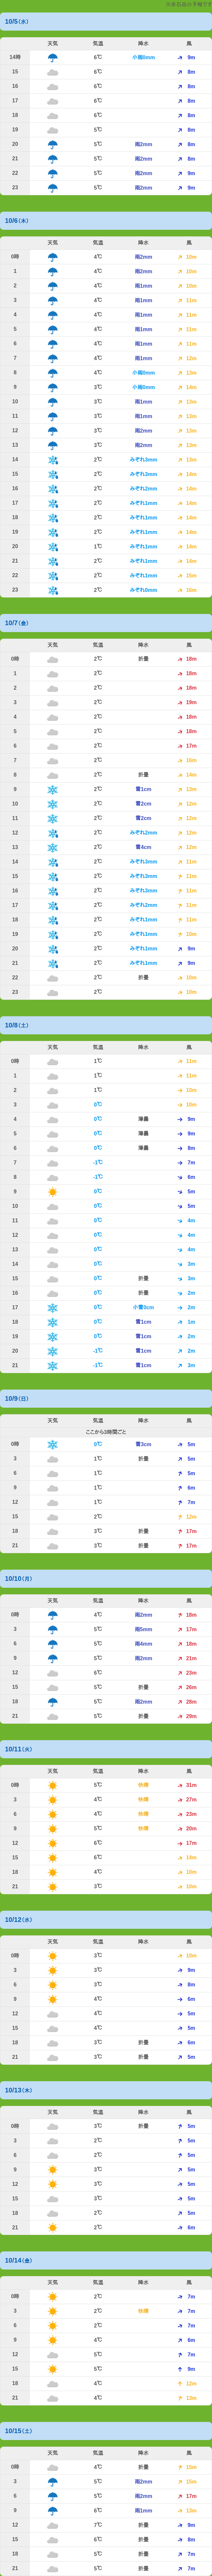 10/5(水)
天気 気温 降水 風
14時 6℃ 小雨0mm 9m
15 6℃ 8m
16 6℃ 8m
17 6℃ 8m
18 6℃ 8m
19 5℃ 8m
20 5℃ 雨2mm 8m
21 5℃ 雨2mm 8m
22 5℃ 雨2mm 9m
23 5℃ 雨2mm 9m
10/6(木)
天気 気温 降水 風
0時 4℃ 雨2mm 10m
1 4℃ 雨2mm 10m
2 4℃ 雨1mm 10m
3 4℃ 雨1mm 11m
4 4℃ 雨1mm 11m
5 4℃ 雨1mm 11m
6 4℃ 雨1mm 11m
7 4℃ 雨1mm 12m
8 4℃ 小雨0mm 13m
9 3℃ 小雨0mm 14m
10 3℃ 雨1mm 13m
11 3℃ 雨1mm 13m
12 3℃ 雨2mm 13m
13 3℃ 雨2mm 13m
14 2℃ みぞれ3mm 13m
15 2℃ みぞれ3mm 14m
16 2℃ みぞれ2mm 14m
17 2℃ みぞれ1mm 14m
18 2℃ みぞれ1mm 14m
19 2℃ みぞれ1mm 14m
20 1℃ みぞれ1mm 14m
21 2℃ みぞれ1mm 14m
22 2℃ みぞれ1mm 15m
23 2℃ みぞれ0mm 16m
10/7(金)
天気 気温 降水 風
0時 2℃ 折曇 18m
1 2℃ 18m
2 2℃ 18m
3 2℃ 19m
4 2℃ 18m
5 2℃ 18m
6 2℃ 17m
7 2℃ 16m
8 2℃ 折曇 14m
9 2℃ 雪1cm 13m
10 2℃ 雪2cm 12m
11 2℃ 雪2cm 12m
12 2℃ みぞれ2mm 12m
13 2℃ 雪4cm 12m
14 2℃ みぞれ3mm 11m
15 2℃ みぞれ3mm 11m
16 2℃ みぞれ3mm 11m
17 2℃ みぞれ2mm 11m
18 2℃ みぞれ1mm 11m
19 2℃ みぞれ1mm 10m
20 2℃ みぞれ1mm 9m
21 2℃ みぞれ1mm 9m
22 2℃ 折曇 10m
23 2℃ 10m
10/8(土)
天気 気温 降水 風
0時 1℃ 11m
1 1℃ 11m
2 1℃ 10m
3 0℃ 10m
4 0℃ 薄曇 9m
5 0℃ 薄曇 9m
6 0℃ 薄曇 8m
7 -1℃ 7m
8 -1℃ 6m
9 0℃ 5m
10 0℃ 5m
11 0℃ 4m
12 0℃ 4m
13 0℃ 4m
14 0℃ 3m
15 0℃ 折曇 3m
16 0℃ 折曇 2m
17 0℃ 小雪0cm 2m
18 0℃ 雪1cm 1m
19 0℃ 雪1cm 2m
20 -1℃ 雪1cm 2m
21 -1℃ 雪1cm 3m
10/9(日)
天気 気温 降水 風
ここから3時間ごと
0時 0℃ 雪3cm 5m
3 1℃ 折曇 5m
6 1℃ 5m
9 1℃ 6m
12 1℃ 7m
15 2℃ 12m
18 3℃ 折曇 17m
21 3℃ 折曇 17m
10/10(月)
天気 気温 降水 風
0時 4℃ 雨2mm 18m
3 5℃ 雨5mm 17m
6 5℃ 雨4mm 18m
9 5℃ 雨2mm 21m
12 6℃ 23m
15 5℃ 折曇 26m
18 5℃ 雨2mm 28m
21 5℃ 折曇 29m
10/11(火)
天気 気温 降水 風
0時 5℃ 快晴 31m
3 4℃ 快晴 27m
6 4℃ 快晴 23m
9 5℃ 快晴 20m
12 6℃ 17m
15 6℃ 14m
18 4℃ 10m
21 3℃ 10m
10/12(水)
天気 気温 降水 風
0時 3℃ 10m
3 3℃ 9m
6 3℃ 8m
9 4℃ 6m
12 4℃ 5m
15 4℃ 5m
18 3℃ 折曇 6m
21 3℃ 折曇 5m
10/13(木)
天気 気温 降水 風
0時 3℃ 折曇 5m
3 2℃ 5m
6 2℃ 5m
9 3℃ 5m
12 3℃ 5m
15 3℃ 5m
18 2℃ 5m
21 2℃ 6m
10/14(金)
天気 気温 降水 風
0時 2℃ 7m
3 2℃ 快晴 7m
6 2℃ 7m
9 4℃ 6m
12 5℃ 7m
15 5℃ 9m
18 4℃ 12m
21 4℃ 13m
10/15(土)
天気 気温 降水 風
0時 4℃ 折曇 15m
3 5℃ 雨2mm 15m
6 5℃ 雨2mm 17m
9 6℃ 雨1mm 13m
12 7℃ 折曇 9m
15 6℃ 折曇 8m
18 5℃ 折曇 7m
21 5℃ 折曇 7m